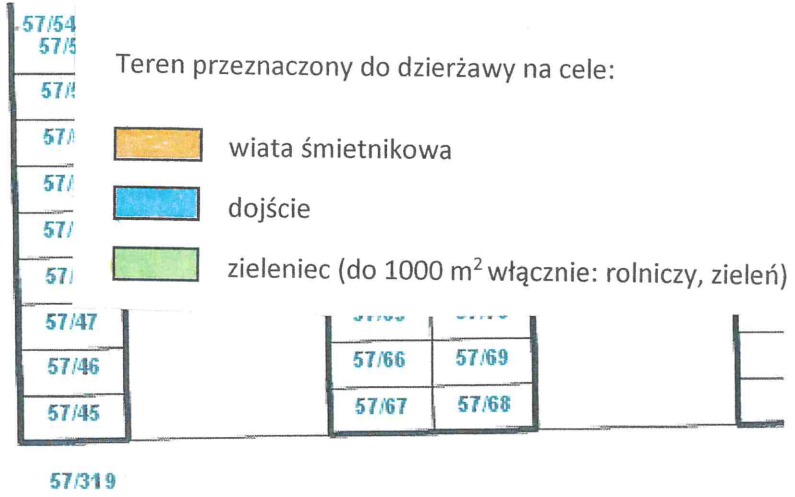 57/54
Teren przeznaczony do dzierżawy na cele:
wiata śmietnikowa
dojście
zieleniec (do 1000 m² włącznie: rolniczy, zieleń)
57/47
57/46
57/66 57/69
57/45
57/67 57/68
57/319